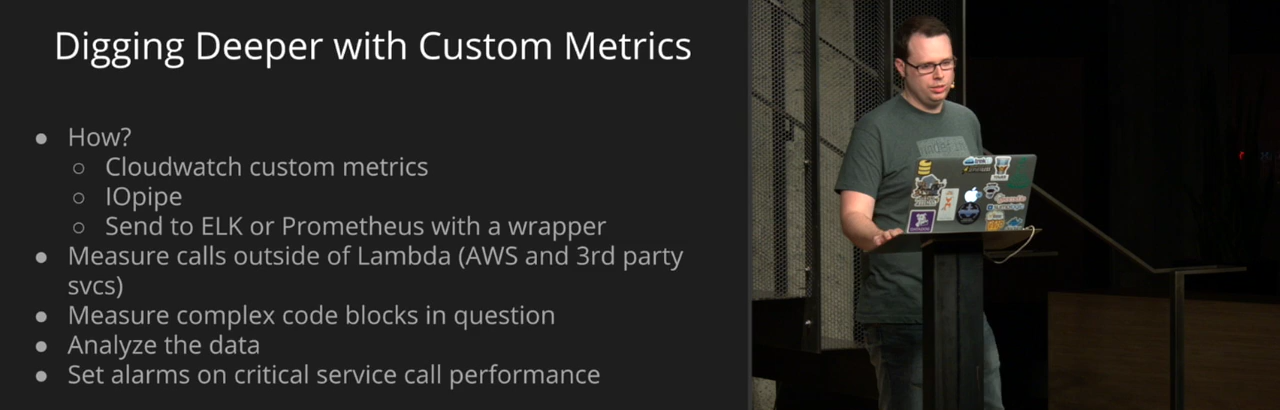 Digging Deeper with Custom Metrics
● How?
○ Cloudwatch custom metrics
○ IOpipe
○ Send to ELK or Prometheus with a wrapper
● Measure calls outside of Lambda (AWS and 3rd party
svcs)
● Measure complex code blocks in question
● Analyze the data
● Set alarms on critical service call performance